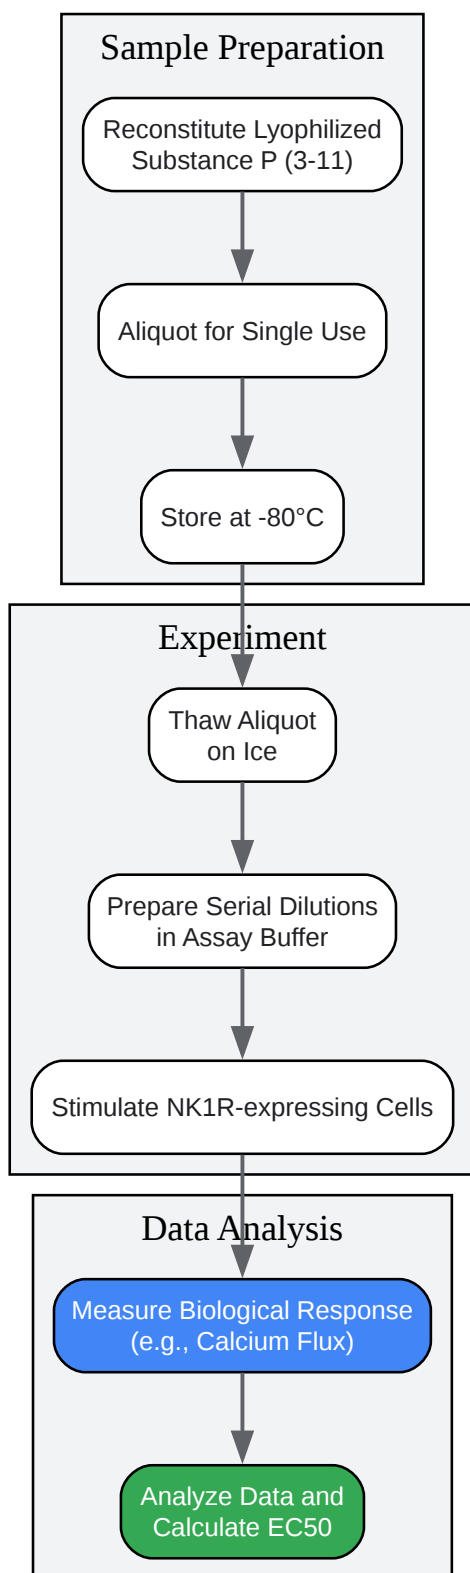 Sample Preparation
Reconstitute Lyophilized
Substance P (3-11)
Aliquot for Single Use
Store at -80°C
Experiment
Thaw Aliquot
on Ice
Prepare Serial Dilutions
in Assay Buffer
Stimulate NK1R-expressing Cells
Data Analysis
Measure Biological Response
(e.g., Calcium Flux)
Analyze Data and
Calculate EC50